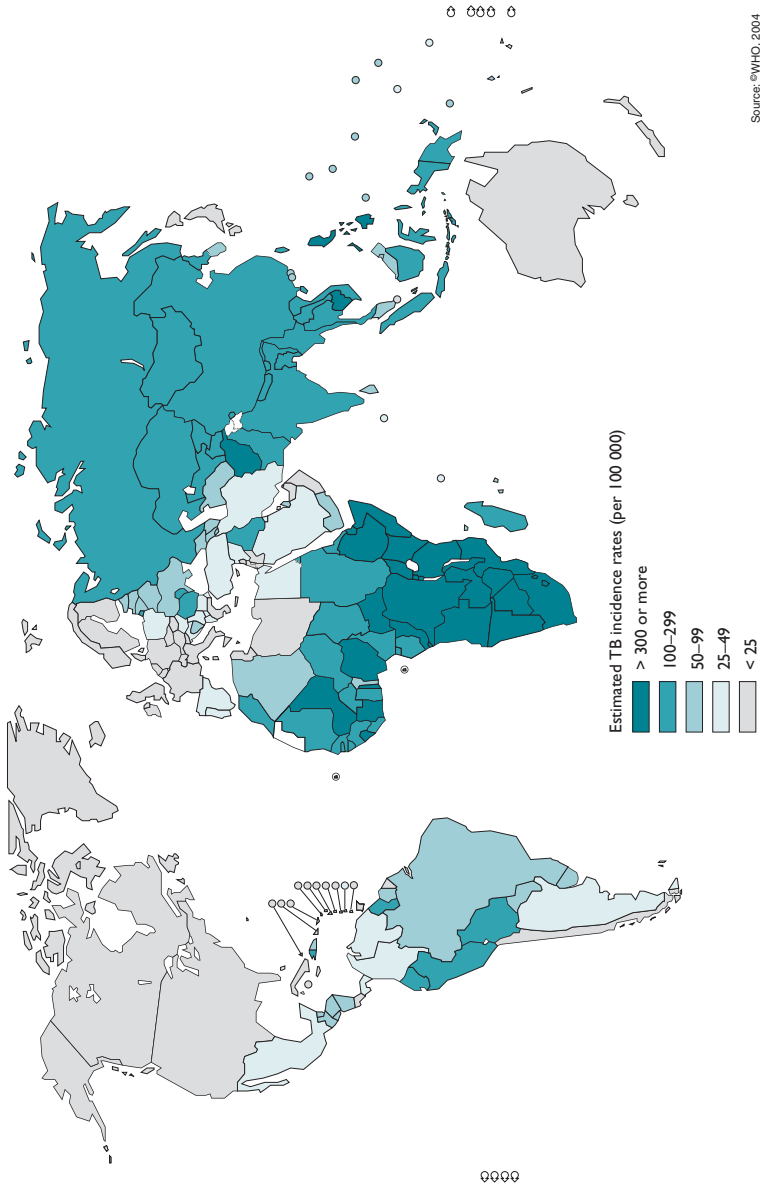 Estimated TB incidence rates (per 100 000)
> 300 or more
100–299
50–99
25–49
< 25
Source: ©WHO, 2004